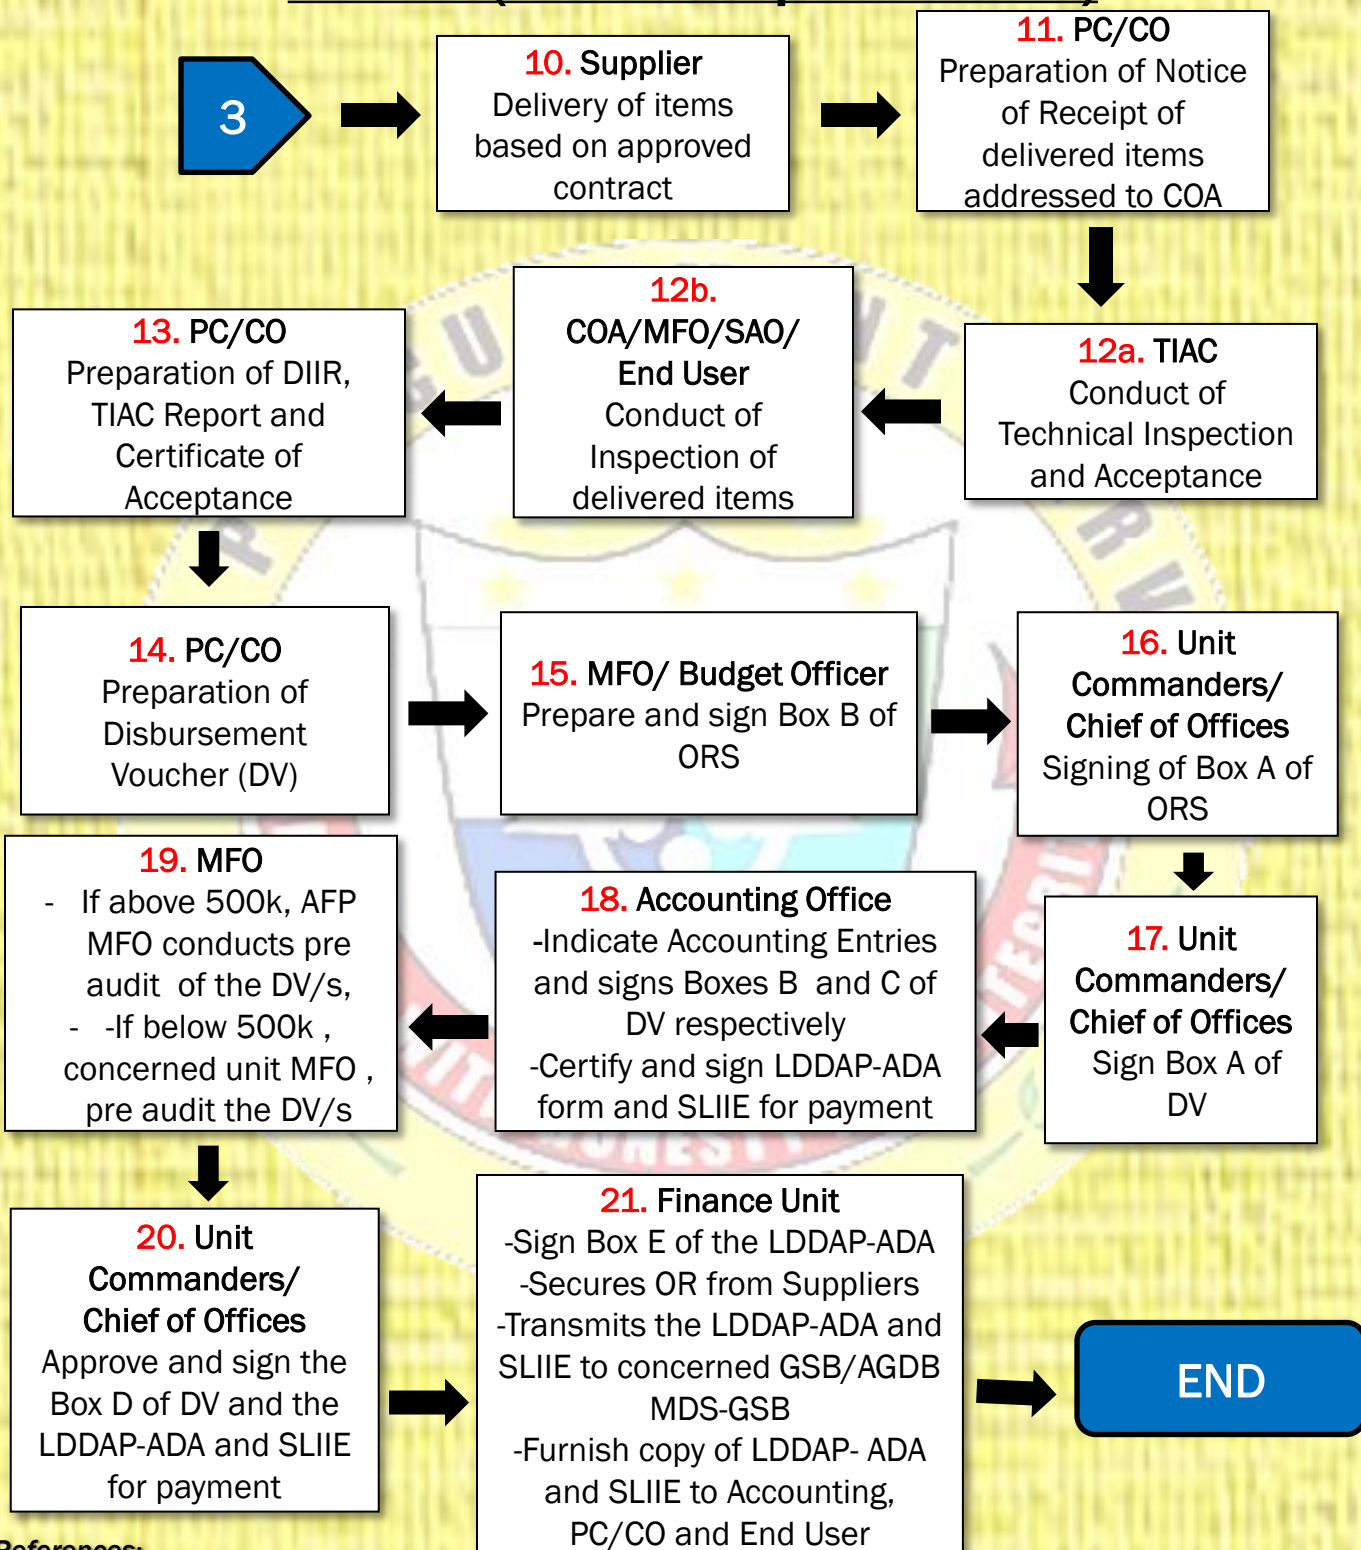 3
10. Supplier
Delivery of items
based on approved
contract
11. PC/CO
Preparation of Notice
of Receipt of
delivered items
addressed to COA
12a. TIAC
Conduct of
Technical Inspection
and Acceptance
12b.
COA/MFO/SAO/
End User
Conduct of
Inspection of
delivered items
13. PC/CO
Preparation of DIIR,
TIAC Report and
Certificate of
Acceptance
14. PC/CO
Preparation of
Disbursement
Voucher (DV)
15. MFO/ Budget Officer
Prepare and sign Box B of
ORS
16. Unit
Commanders/
Chief of Offices
Signing of Box A of
ORS
17. Unit
Commanders/
Chief of Offices
Sign Box A of
DV
18. Accounting Office
-Indicate Accounting Entries
and signs Boxes B and C of
DV respectively
-Certify and sign LDDAP-ADA
form and SLIIE for payment
19. MFO
- If above 500k, AFP
MFO conducts pre
audit of the DV/s,
- -If below 500k ,
concerned unit MFO ,
pre audit the DV/s
20. Unit
Commanders/
Chief of Offices
Approve and sign the
Box D of DV and the
LDDAP-ADA and SLIIE
for payment
21. Finance Unit
-Sign Box E of the LDDAP-ADA
-Secures OR from Suppliers
-Transmits the LDDAP-ADA and
SLIIE to concerned GSB/AGDB
MDS-GSB
-Furnish copy of LDDAP- ADA
and SLIIE to Accounting,
PC/CO and End User
END
References: